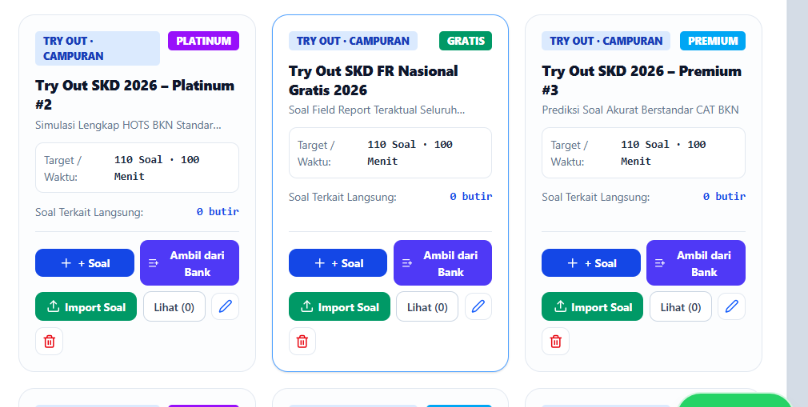 TRY OUT · CAMPURAN
PLATINUM
Try Out SKD 2026 – Platinum #2
Simulasi Lengkap HOTS BKN Standar...
Target / Waktu:
110 Soal · 100 Menit
Soal Terkait Langsung:
0 butir
+ + Soal
Ambil dari Bank
Import Soal
Lihat (0)
TRY OUT · CAMPURAN
GRATIS
Try Out SKD FR Nasional Gratis 2026
Soal Field Report Teraktual Seluruh...
Target / Waktu:
110 Soal · 100 Menit
Soal Terkait Langsung:
0 butir
+ + Soal
Ambil dari Bank
Import Soal
Lihat (0)
TRY OUT · CAMPURAN
PREMIUM
Try Out SKD 2026 – Premium #3
Prediksi Soal Akurat Berstandar CAT BKN
Target / Waktu:
110 Soal · 100 Menit
Soal Terkait Langsung:
0 butir
+ + Soal
Ambil dari Bank
Import Soal
Lihat (0)